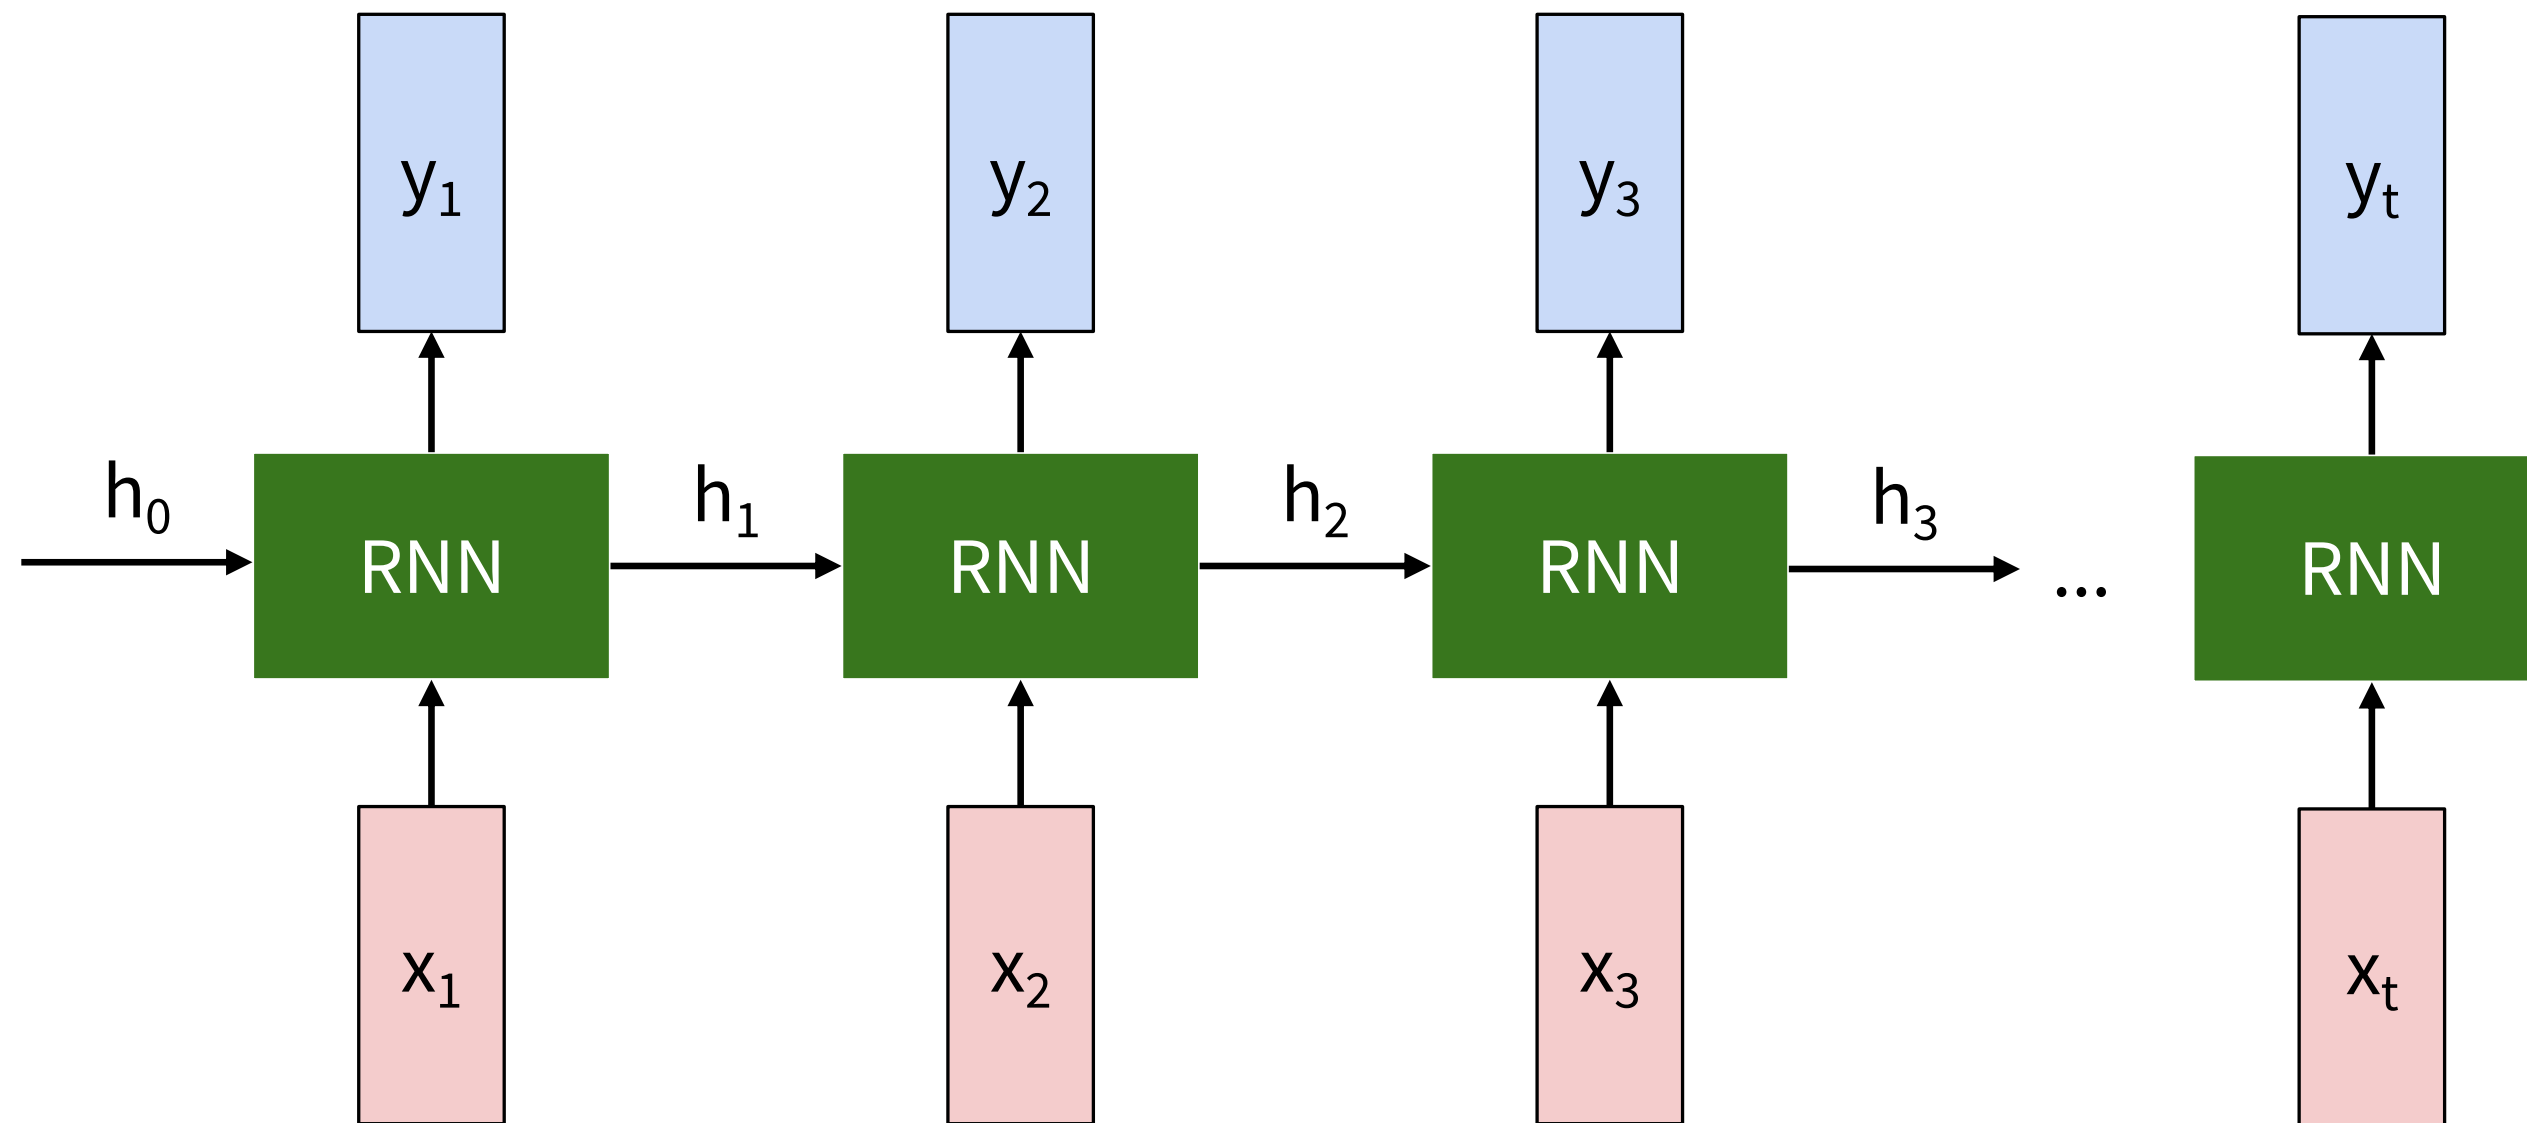 y₁ y₂ y₃ yₜ
h₀ h₁ h₂ h₃
RNN RNN RNN ... RNN
x₁ x₂ x₃ xₜ